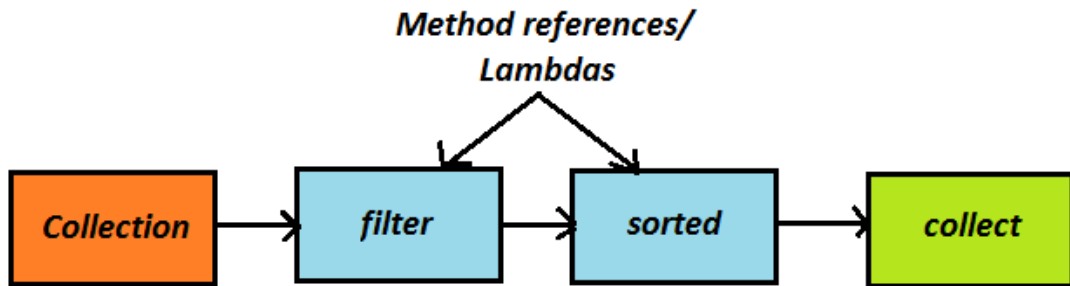 Method references/
Lambdas
Collection
filter
sorted
collect